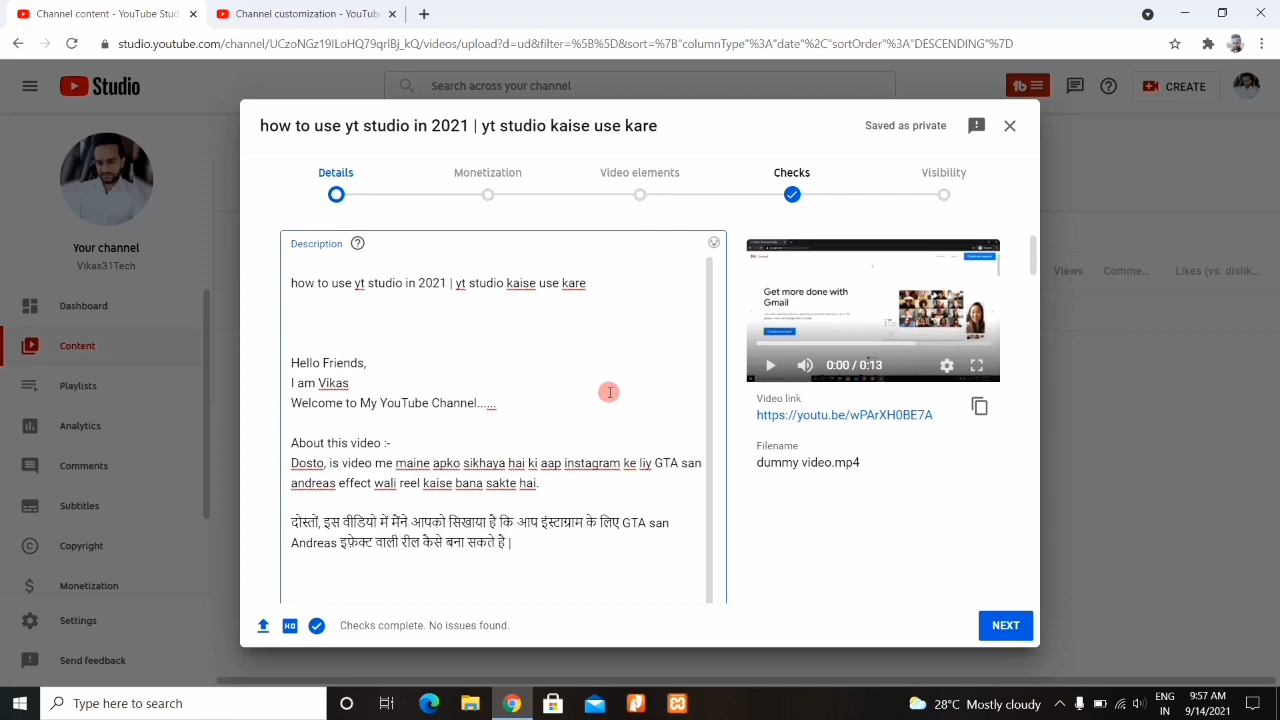 Channel content - YouTube Stud
Channel customization - YouTub
studio.youtube.com/channel/UCzoNGz19ILoHQ79qrlBj_kQ/videos/upload?d=ud&filter=%5B%5D&sort=%7B"columnType"%3A"date"%2C"sortOrder"%3A"DESCENDING"%7D
Studio
Search across your channel
CREATE
how to use yt studio in 2021 | yt studio kaise use kare
Saved as private
Details
Monetization
Video elements
Checks
Visibility
Your channel
Vikas31Tech
Dashboard
Content
Playlists
Analytics
Comments
Subtitles
Copyright
Monetization
Settings
Send feedback
Description
how to use yt studio in 2021 | yt studio kaise use kare
Hello Friends,
I am Vikas
Welcome to My YouTube Channel......
About this video :-
Dosto, is video me maine apko sikhaya hai ki aap instagram ke liy GTA san
andreas effect wali reel kaise bana sakte hai.
दोस्तों, इस वीडियो में मैंने आपको सिखाया है कि आप इंस्टाग्राम के लिए GTA san
Andreas इफ़ेक्ट वाली रील कैसे बना सकते है |
Get more done with
Gmail
0:00 / 0:13
Video link
https://youtu.be/wPArXH0BE7A
Filename
dummy video.mp4
Views
Comme...
Likes (vs. dislik...
HD
Checks complete. No issues found.
NEXT
Type here to search
28°C Mostly cloudy
ENG
IN
9:57 AM
9/14/2021